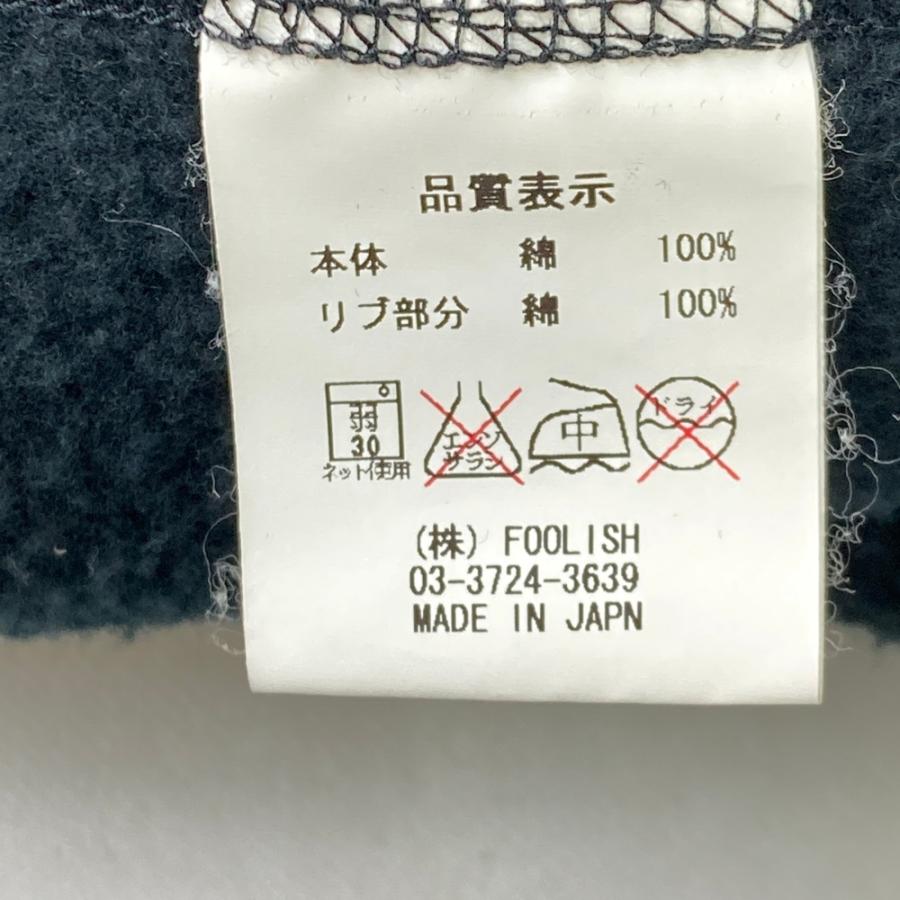 品質表示
本体 綿 100%
リブ部分 綿 100%
弱
30
ネット使用
エンソ
サラシ
中
ドライ
(株) FOOLISH
03-3724-3639
MADE IN JAPN